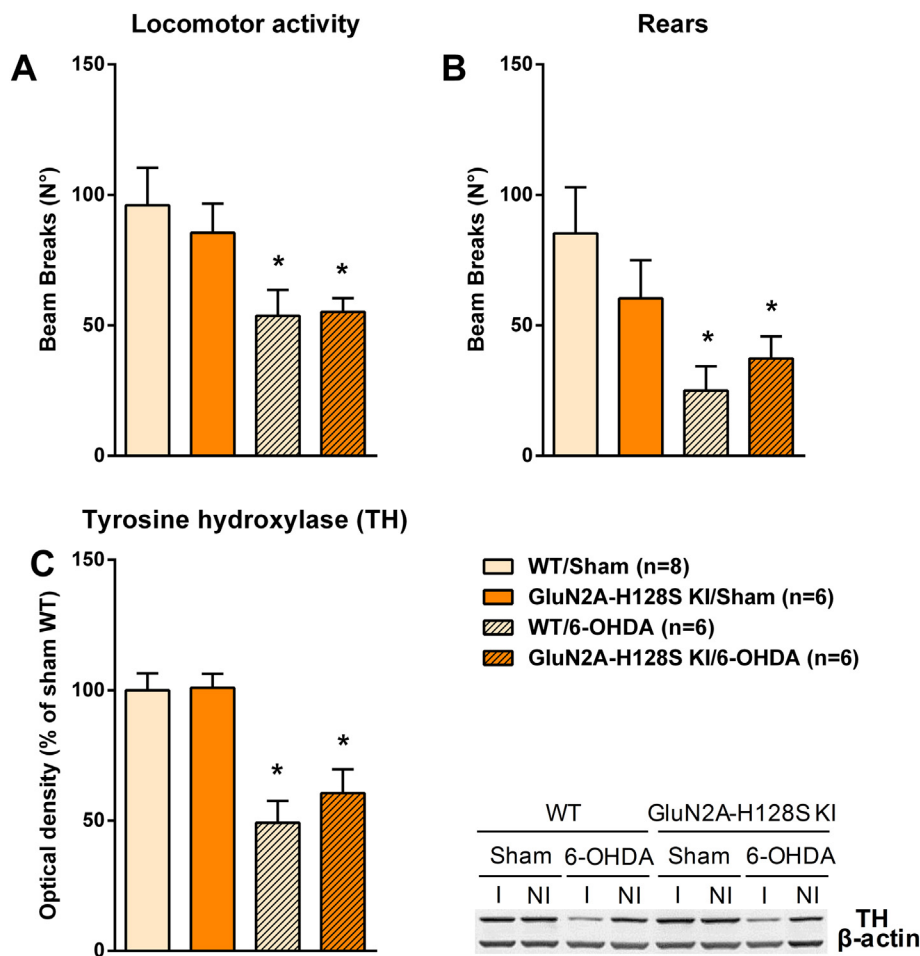 Locomotor activity
A
150
100
50
0
Beam Breaks (N°)
*
*
Rears
B
150
100
50
0
Beam Breaks (N°)
*
*
Tyrosine hydroxylase (TH)
C
150
100
50
0
Optical density (% of sham WT)
*
*
WT/Sham (n=8)
GluN2A-H128S KI/Sham (n=6)
WT/6-OHDA (n=6)
GluN2A-H128S KI/6-OHDA (n=6)
WT GluN2A-H128S KI
Sham 6-OHDA Sham 6-OHDA
I NI I NI I NI I NI
TH
β-actin